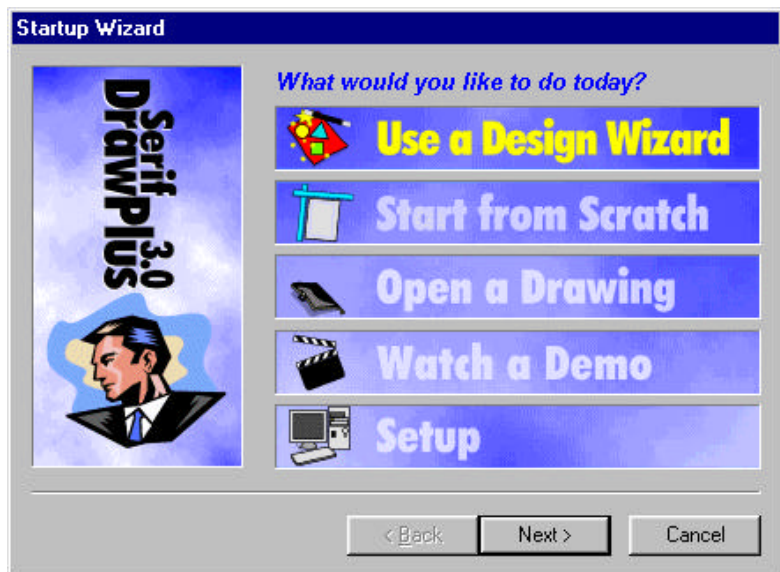 Startup Wizard
Serif 3.0
DrawPlus
What would you like to do today?
Use a Design Wizard
Start from Scratch
Open a Drawing
Watch a Demo
Setup
< Back
Next >
Cancel